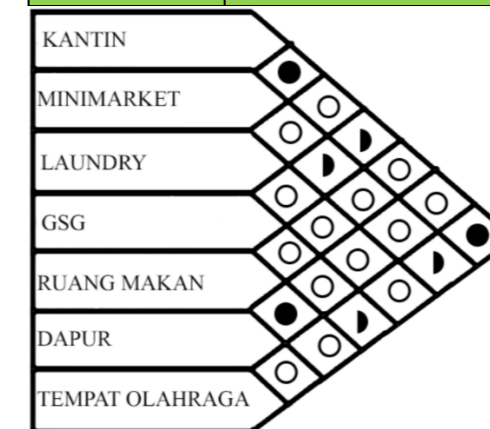 KANTIN
MINIMARKET
LAUNDRY
GSG
RUANG MAKAN
DAPUR
TEMPAT OLAHRAGA